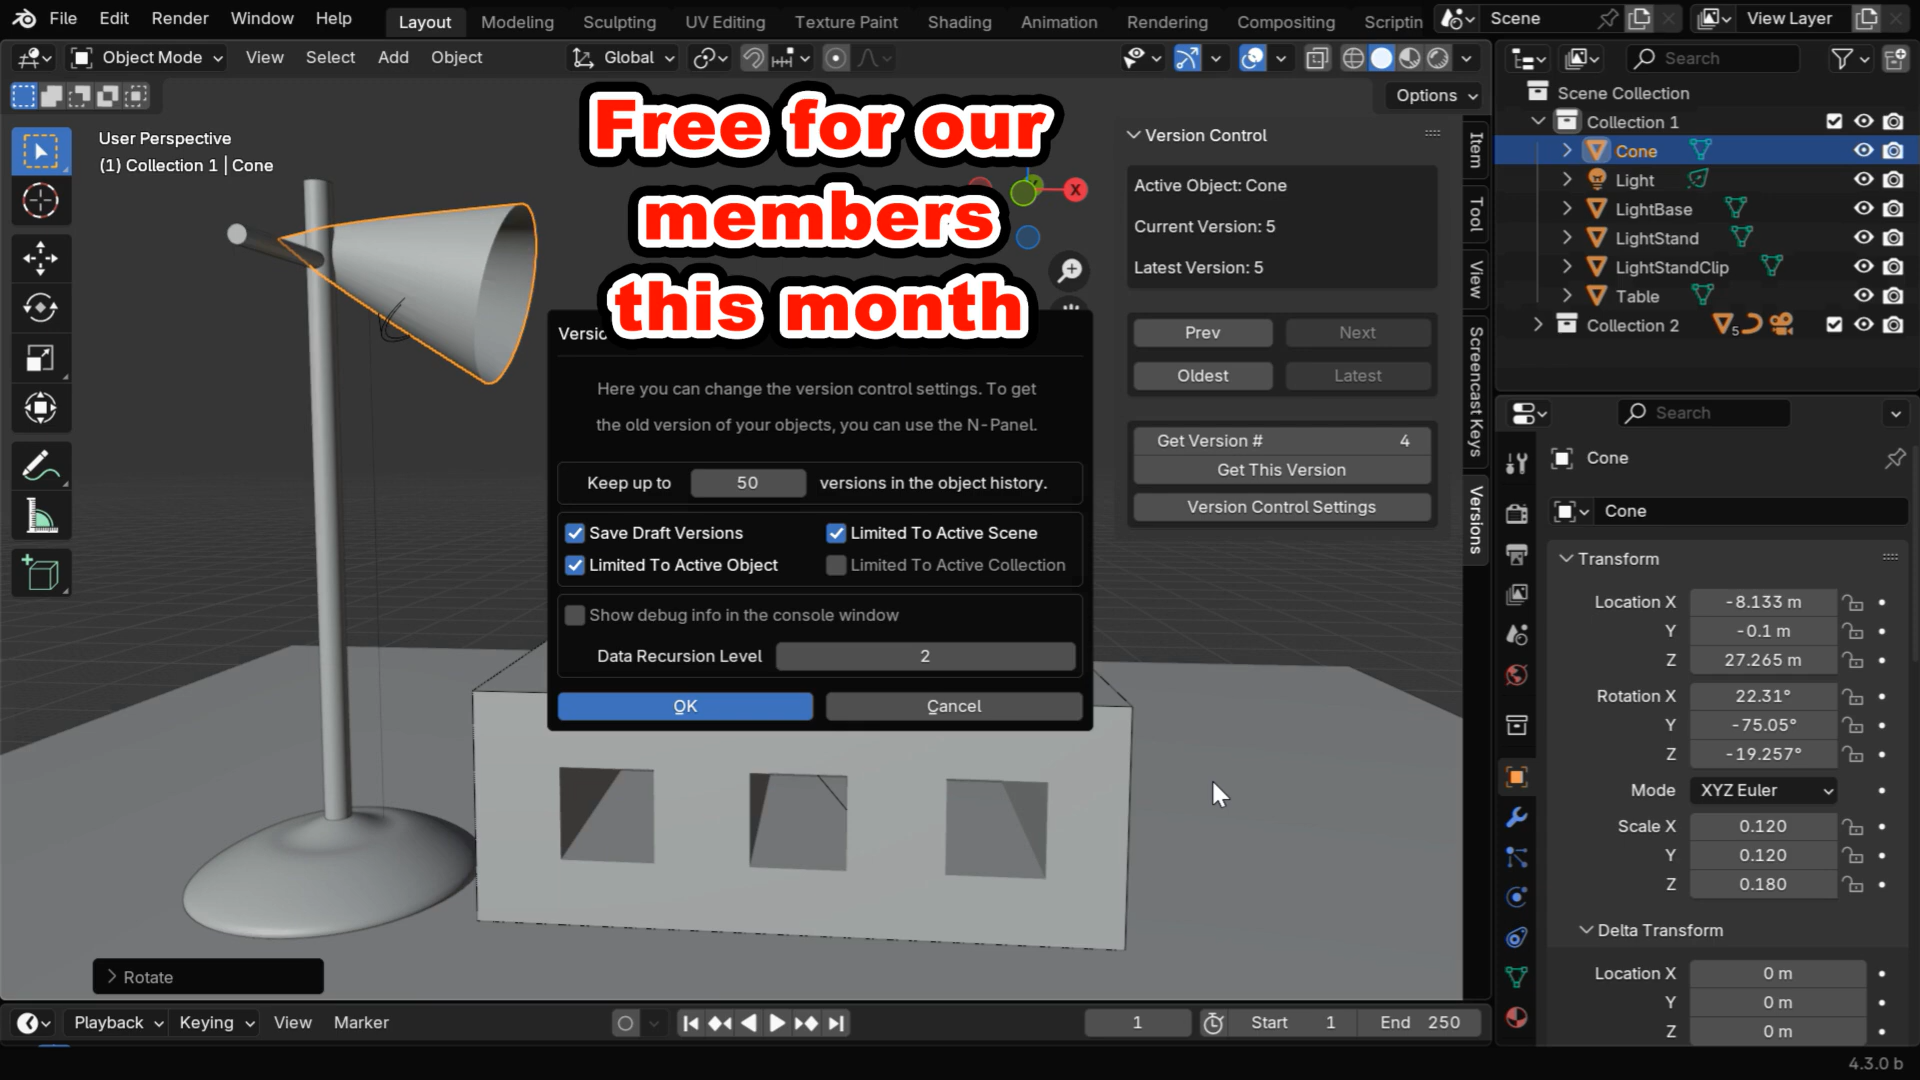 File Edit Render Window Help Layout Modeling Sculpting UV Editing Texture Paint Shading Animation Rendering Compositing Scriptin Scene View Layer
Object Mode View Select Add Object Global Search
Options
User Perspective
(1) Collection 1 | Cone
Free for our
members
this month
X
Version Control
Active Object: Cone
Current Version: 5
Latest Version: 5
Prev Next
Oldest Latest
Get Version # 4
Get This Version
Version Control Settings
Item
Tool
View
Screencast Keys
Versions
Versio
Here you can change the version control settings. To get
the old version of your objects, you can use the N-Panel.
Keep up to 50 versions in the object history.
Save Draft Versions Limited To Active Scene
Limited To Active Object Limited To Active Collection
Show debug info in the console window
Data Recursion Level 2
OK Cancel
Scene Collection
Collection 1
Cone
Light
LightBase
LightStand
LightStandClip
Table
Collection 2 5
Search
Cone
Cone
Transform
Location X -8.133 m
Y -0.1 m
Z 27.265 m
Rotation X 22.31°
Y -75.05°
Z -19.257°
Mode XYZ Euler
Scale X 0.120
Y 0.120
Z 0.180
Delta Transform
Location X 0 m
Y 0 m
Z 0 m
Rotate
Playback Keying View Marker 1 Start 1 End 250
4.3.0 b